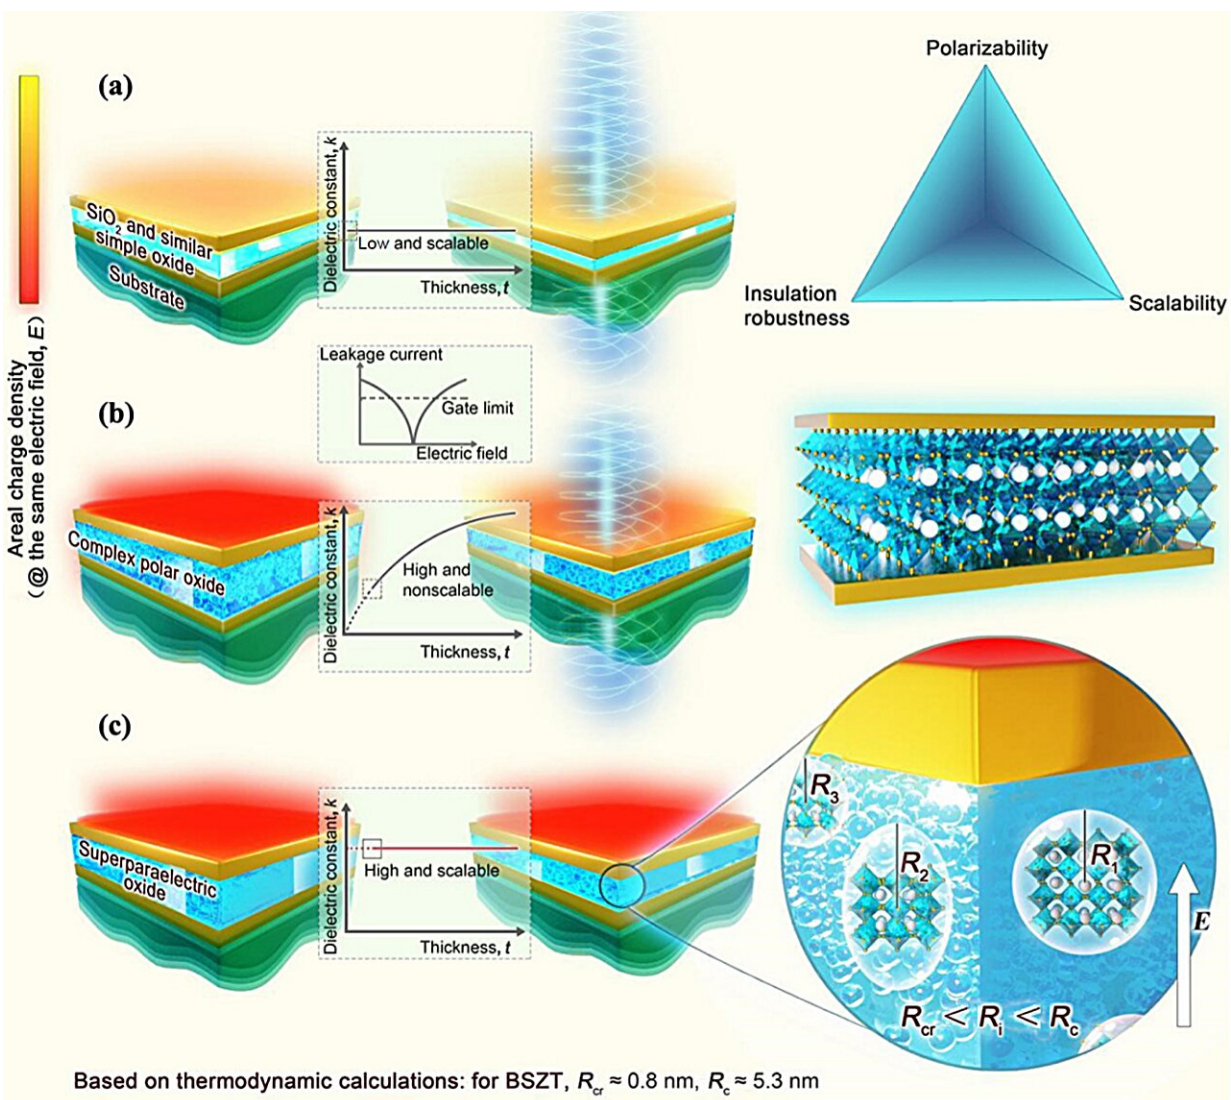 (a)
Polarizability
Insulation
robustness
Scalability
SiO2 and similar
simple oxide
Substrate
Dielectric constant, k
Low and scalable
Thickness, t
Areal charge density
(@ the same electric field, E)
Leakage current
Gate limit
Electric field
(b)
Complex polar oxide
Dielectric constant, k
High and
nonscalable
Thickness, t
(c)
Superparaelectric
oxide
Dielectric constant, k
High and scalable
Thickness, t
R3
R2
R1
E
Rcr < Ri < Rc
Based on thermodynamic calculations: for BSZT, Rcr ≈ 0.8 nm, Rc ≈ 5.3 nm